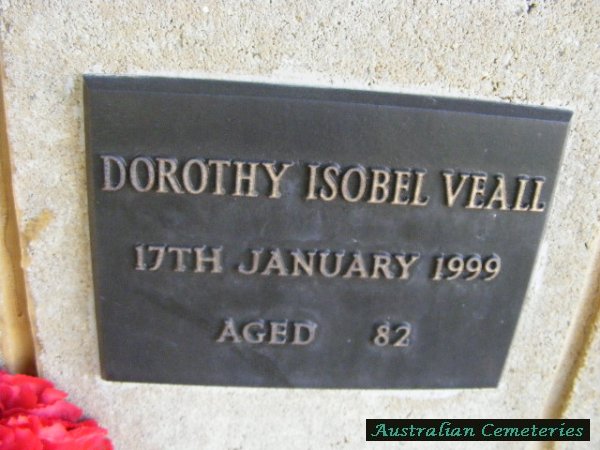 DOROTHY ISOBEL VEALL
17TH JANUARY 1999
AGED 82
Australian Cemeteries